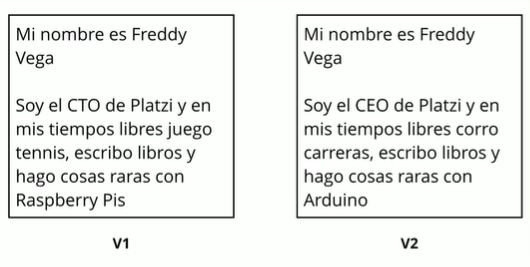 Mi nombre es Freddy
Vega
Soy el CTO de Platzi y en
mis tiempos libres juego
tennis, escribo libros y
hago cosas raras con
Raspberry Pis
V1
Mi nombre es Freddy
Vega
Soy el CEO de Platzi y en
mis tiempos libres corro
carreras, escribo libros y
hago cosas raras con
Arduino
V2